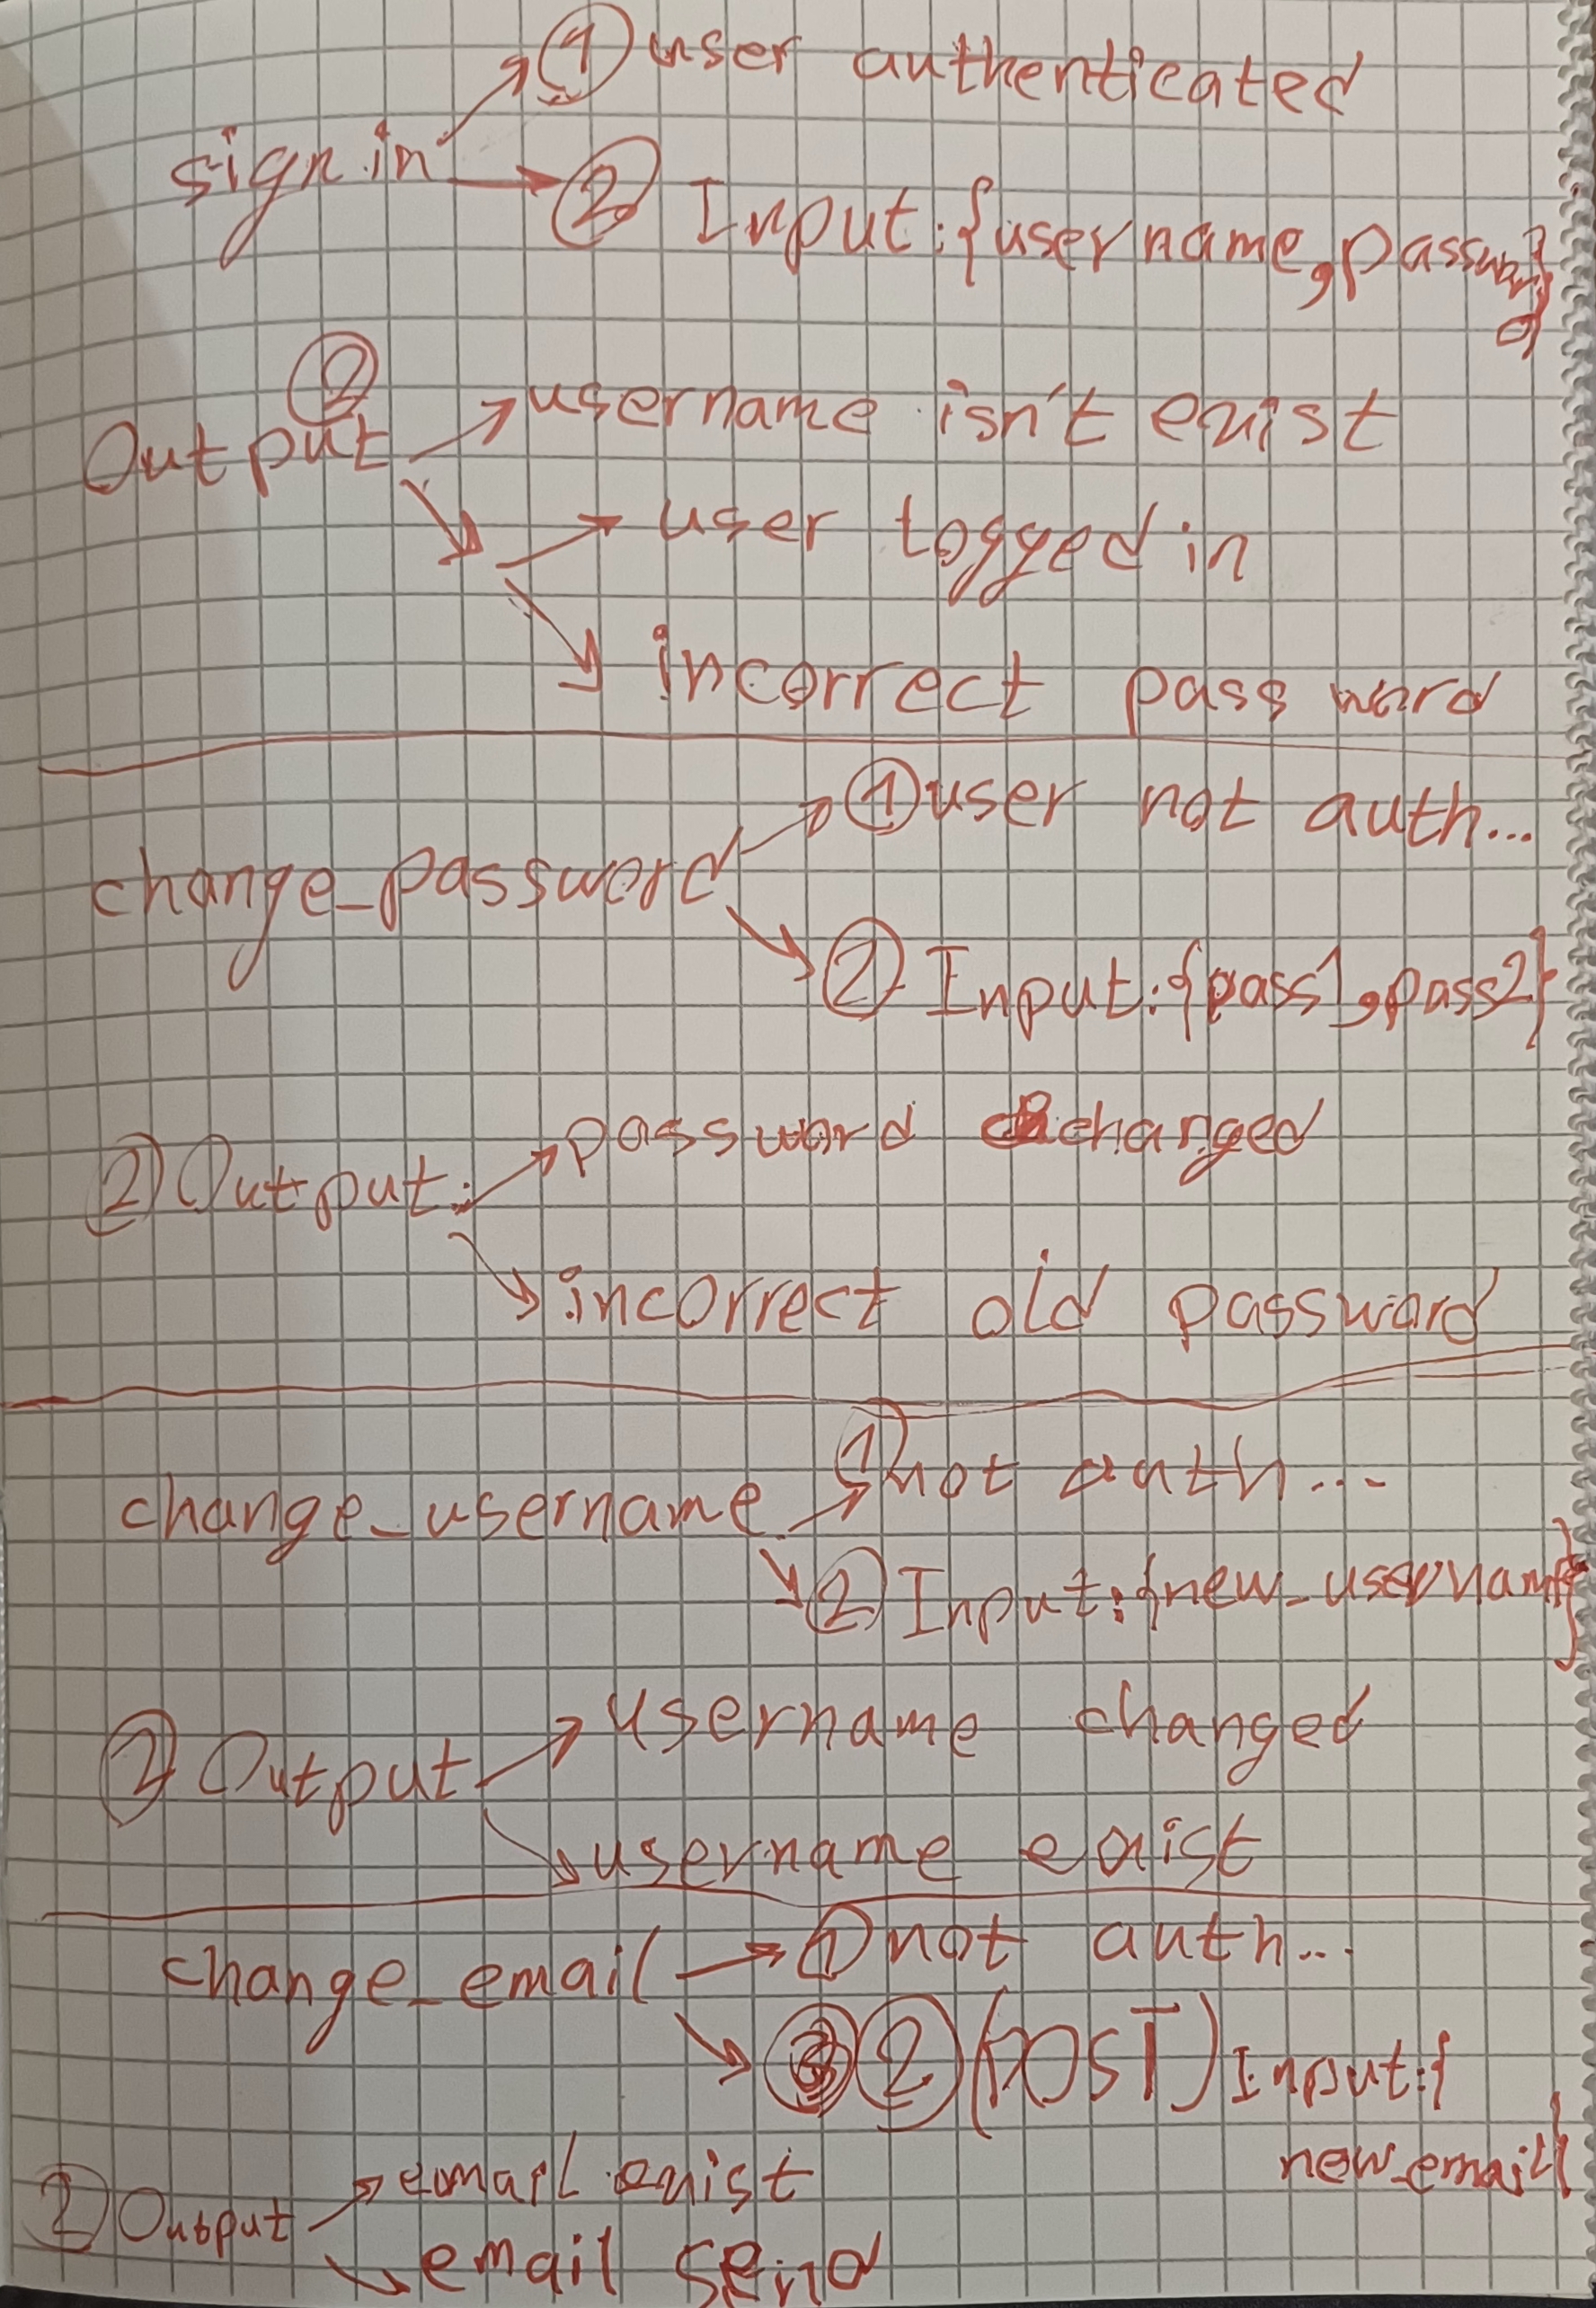 ① user authenticated
sign in
② Input:{username,password}
②
Output
username isn't exist
user logged in
incorrect password
① user not auth...
change_password
② Input:{pass1,pass2}
password changed
② Output:
incorrect old password
① not auth...
change_username
② Input:{new_username}
username changed
② Output
username exist
① not auth...
change_email
② (POST) Input:{
new_email}
email exist
② Output
email send